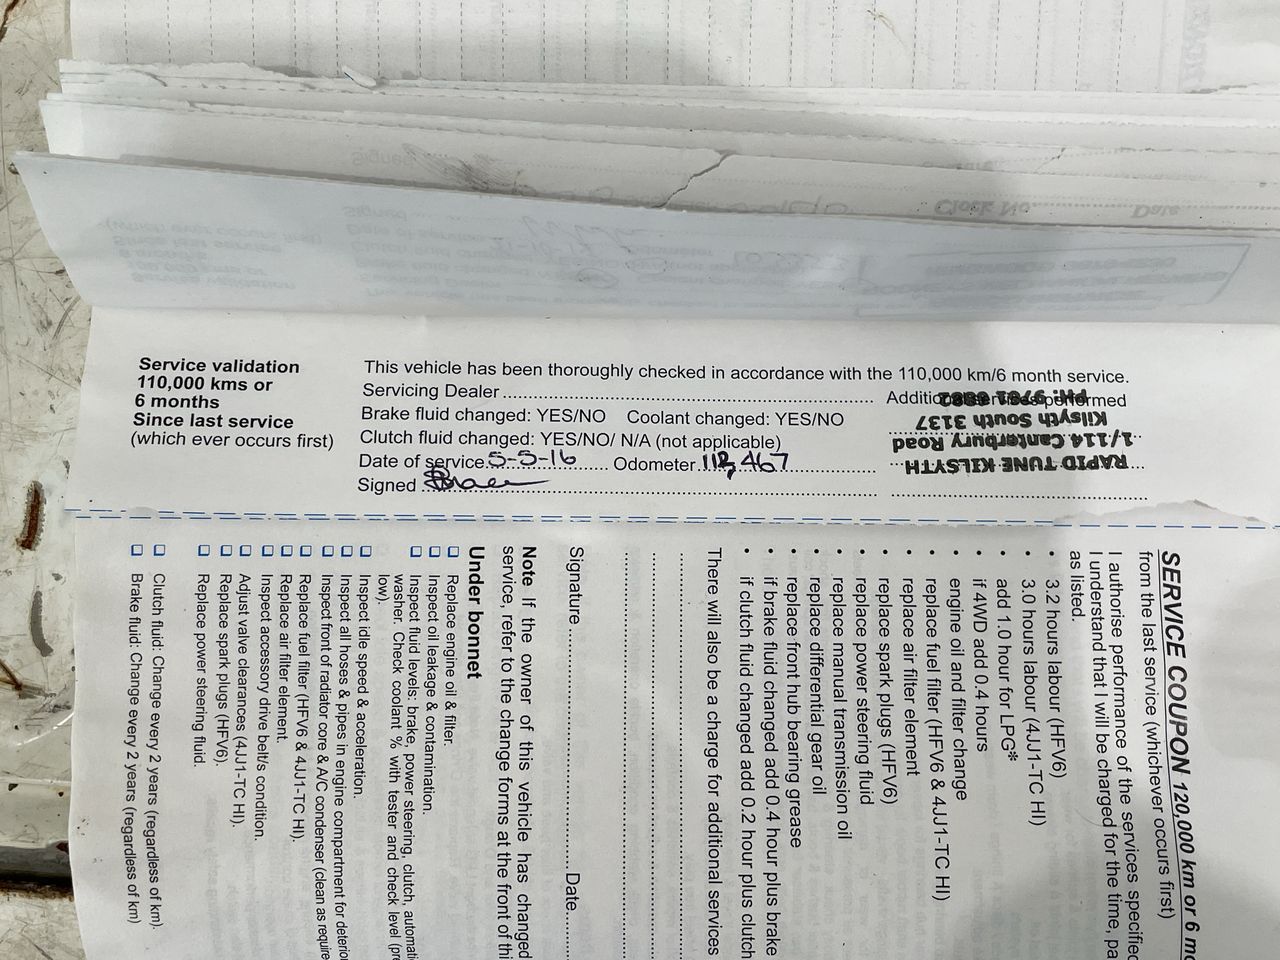 Service validation
110,000 kms or
6 months
Since last service
(which ever occurs first)
This vehicle has been thoroughly checked in accordance with the 110,000 km/6 month service.
Servicing Dealer
Brake fluid changed: YES/NO Coolant changed: YES/NO
Clutch fluid changed: YES/NO/ N/A (not applicable)
Date of service 5-5-16 Odometer 112,467
Signed
performed
RAPID TUNE KILSYTH
1/114 Canterbury Road
Kilsyth South 3137
PH: 9761
SERVICE COUPON 120,000 km or 6
from the last service (whichever occurs first)
I authorise performance of the services specified
I understand that I will be charged for the time,
as listed.
• 3.2 hours labour (HFV6)
• 3.0 hours labour (4JJ1-TC HI)
• add 1.0 hour for LPG*
• if 4WD add 0.4 hours
• engine oil and filter change
• replace fuel filter (HFV6 & 4JJ1-TC HI)
• replace air filter element
• replace spark plugs (HFV6)
• replace power steering fluid
• replace manual transmission oil
• replace differential gear oil
• replace front hub bearing grease
• if brake fluid changed add 0.4 hour plus brake
• if clutch fluid changed add 0.2 hour plus clutch
There will also be a charge for additional services
Signature Date
Note If the owner of this vehicle has changed
service, refer to the change forms at the front of
Under bonnet
☐ Replace engine oil & filter.
☐ Inspect oil leakage & contamination.
☐ Inspect fluid levels: brake, power steering, clutch,
washer. Check coolant % with tester and check level
low).
☐ Inspect idle speed & acceleration.
☐ Inspect all hoses & pipes in engine compartment for
☐ Inspect front of radiator core & A/C condenser (clean as
☐ Replace fuel filter (HFV6 & 4JJ1-TC HI).
☐ Replace air filter element.
☐ Inspect accessory drive belt/s condition.
☐ Adjust valve clearances (4JJ1-TC HI).
☐ Replace spark plugs (HFV6).
☐ Replace power steering fluid.
☐ Clutch fluid: Change every 2 years (regardless of km).
☐ Brake fluid: Change every 2 years (regardless of km)